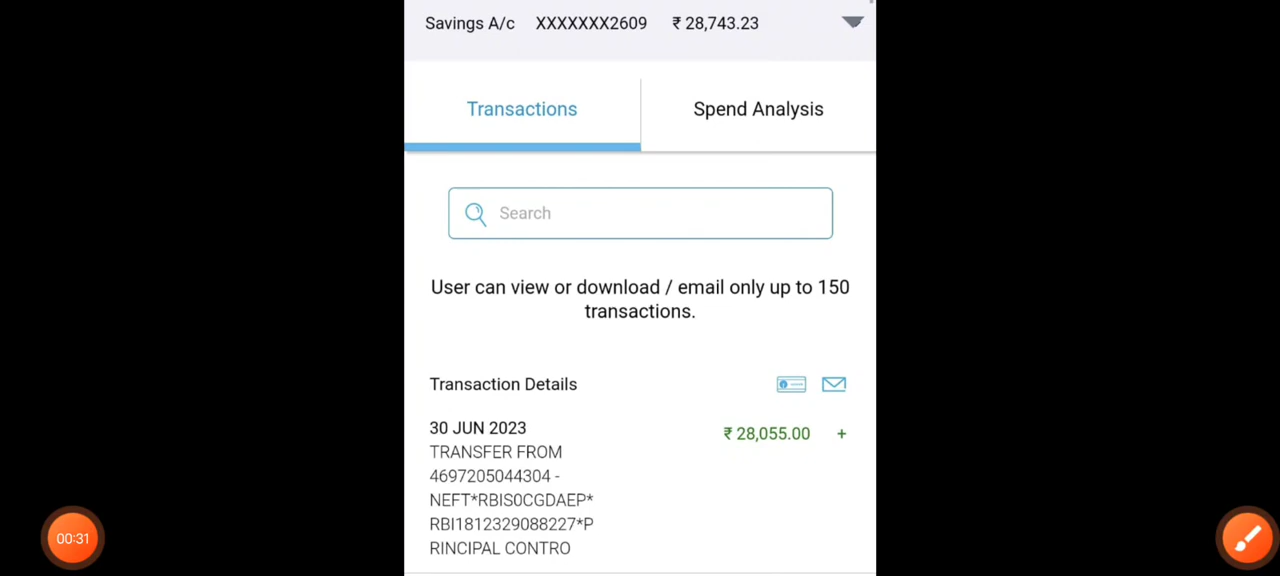 Savings A/c XXXXXXX2609 ₹ 28,743.23
Transactions Spend Analysis
Search
User can view or download / email only up to 150
transactions.
Transaction Details
30 JUN 2023 ₹ 28,055.00 +
TRANSFER FROM
4697205044304 -
NEFT*RBIS0CGDAEP*
RBI1812329088227*P
RINCIPAL CONTRO
00:31